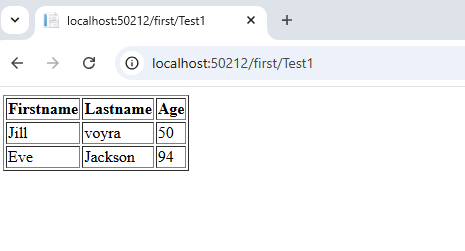 localhost:50212/first/Test1
localhost:50212/first/Test1
Firstname Lastname Age
Jill voyra 50
Eve Jackson 94